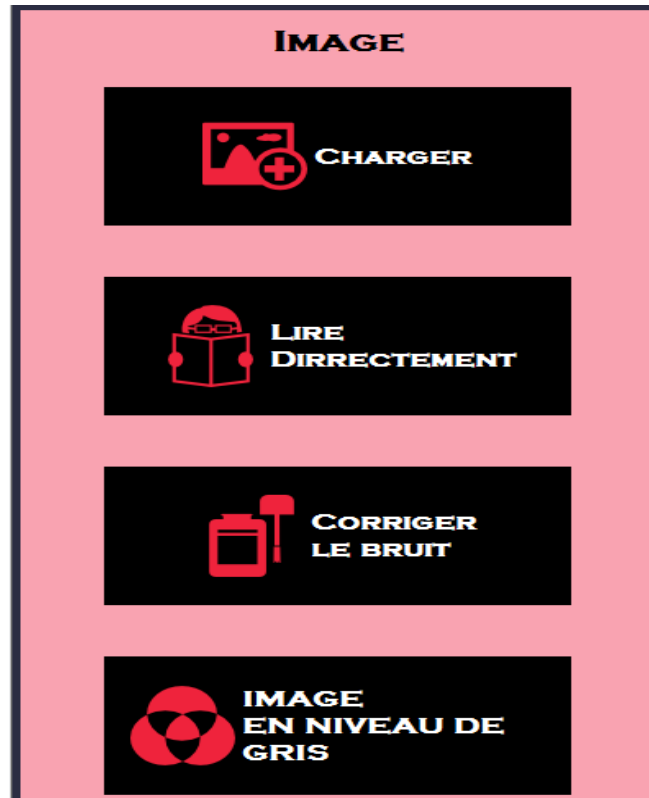 Image
Charger
Lire
Dirrectement
Corriger
le bruit
IMAGE
EN NIVEAU DE
GRIS